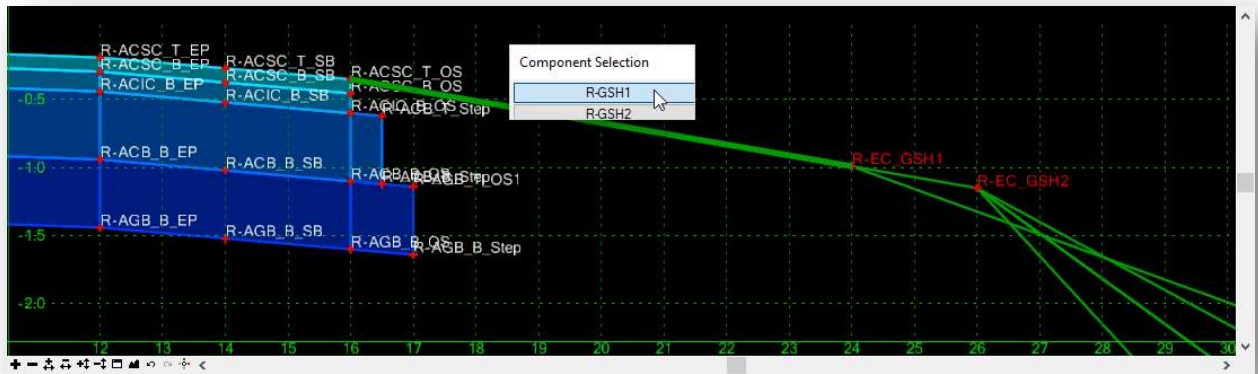 R-ACSC_T_EP
R-ACSC_B_EP
R-ACIC_B_EP
R-ACSC_T_SB
R-ACSC_B_SB
R-ACIC_B_SB
R-ACSC_T_OS
R-ACSC_B_OS
Component Selection
R-GSH1
R-GSH2
-0.5
-1.0
-1.5
-2.0
R-ACB_B_EP
R-ACB_B_SB
R-EC_GSH1
R-EC_GSH2
R-AGB_B_EP
R-AGB_B_SB
R-AGB_B_OS
R-AGB_B_Step
12 13 14 15 16 17 18 19 20 21 22 23 24 25 26 27 28 29 30